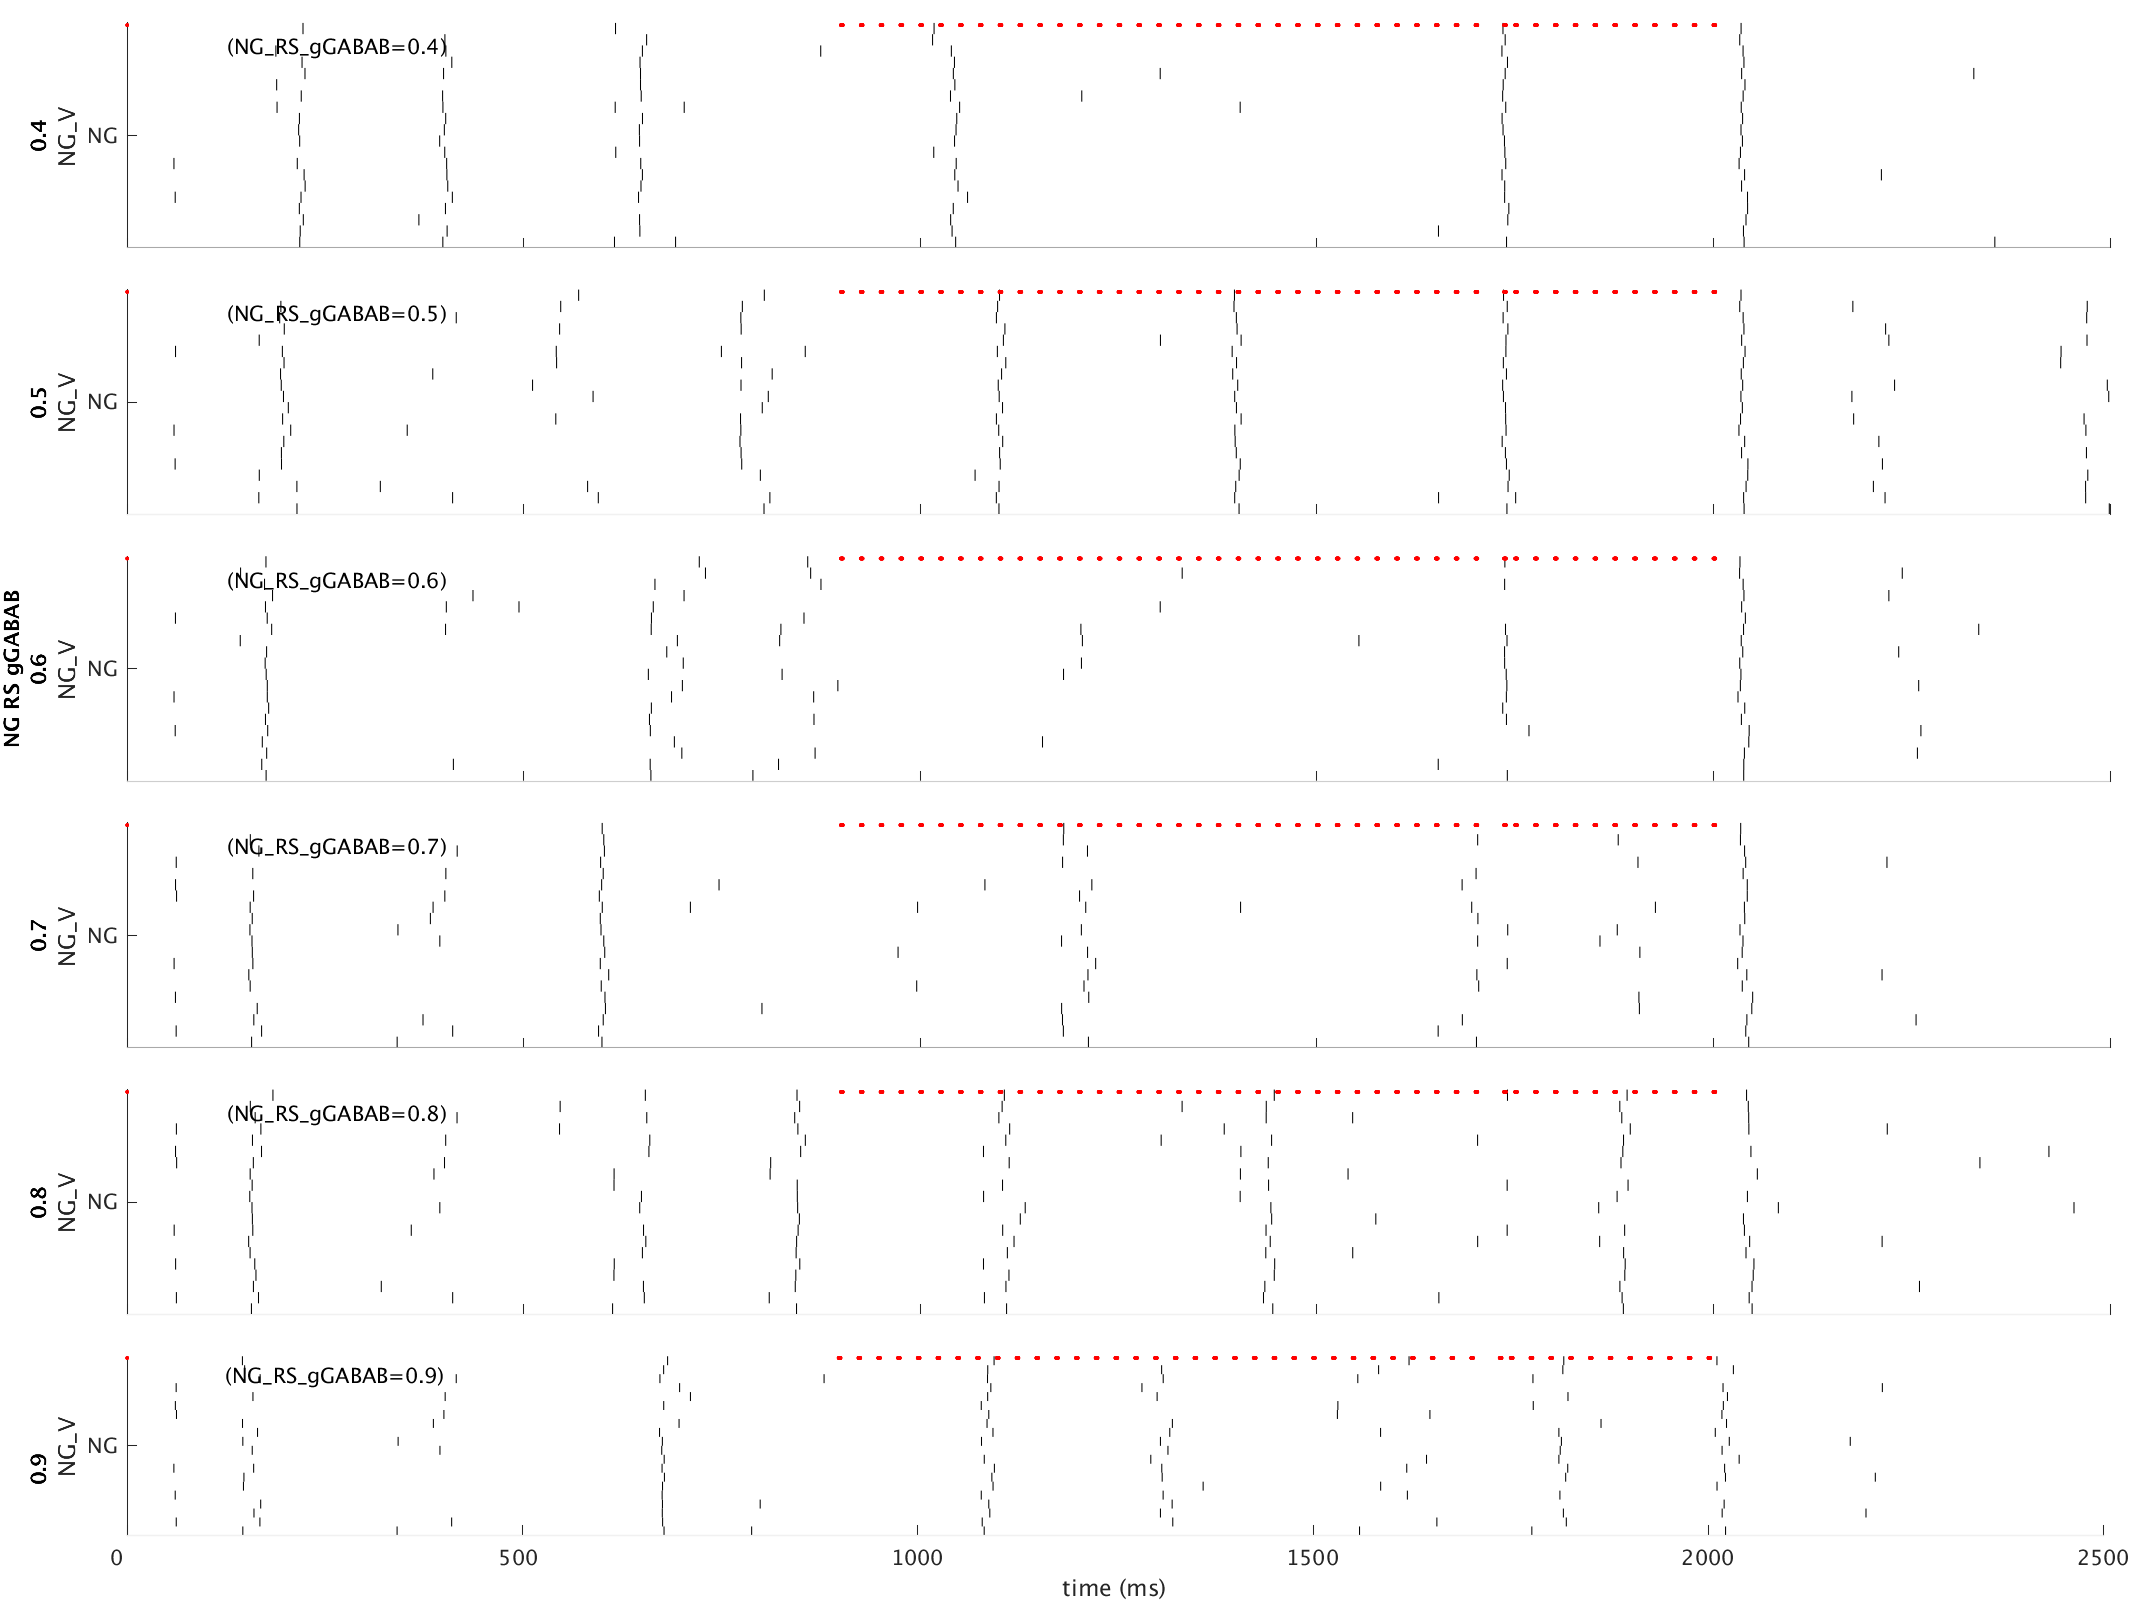 NG RS gGABAB
0.4
NG_V
NG
(NG_RS_gGABAB=0.4)
0.5
NG_V
NG
(NG_RS_gGABAB=0.5)
0.6
NG_V
NG
(NG_RS_gGABAB=0.6)
0.7
NG_V
NG
(NG_RS_gGABAB=0.7)
0.8
NG_V
NG
(NG_RS_gGABAB=0.8)
0.9
NG_V
NG
(NG_RS_gGABAB=0.9)
0 500 1000 1500 2000 2500
time (ms)